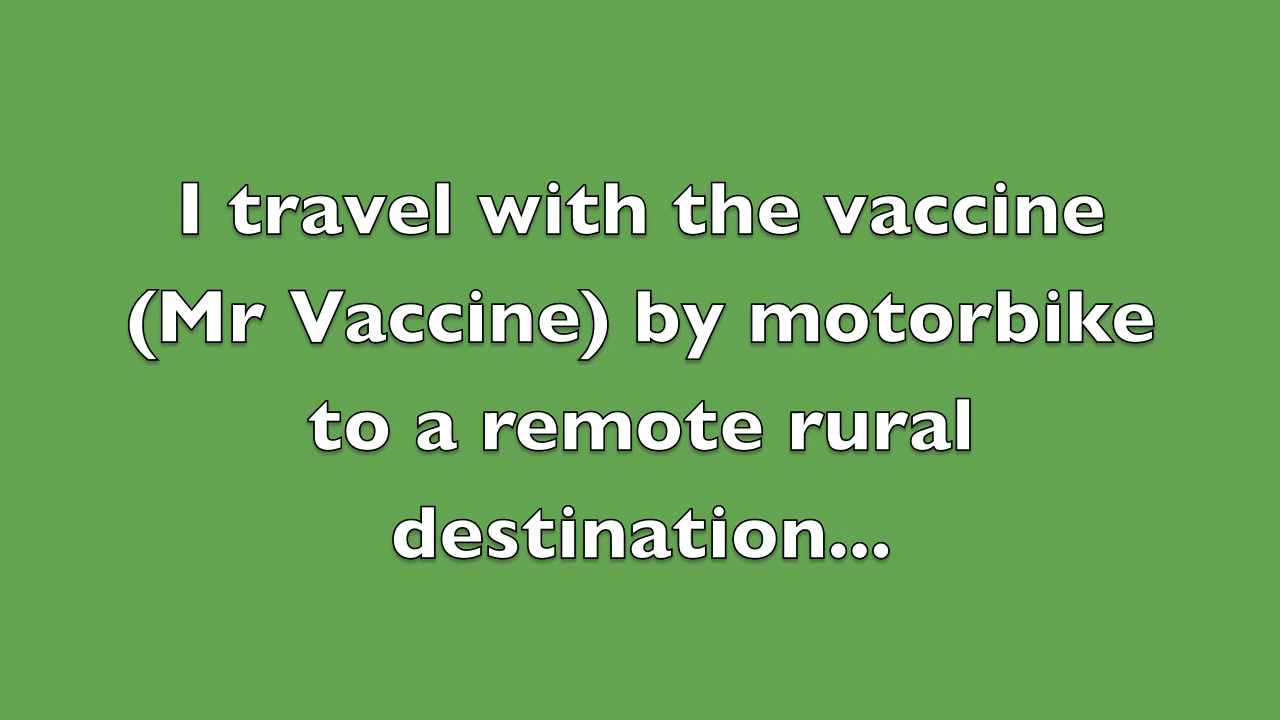 I travel with the vaccine
(Mr Vaccine) by motorbike
to a remote rural
destination...